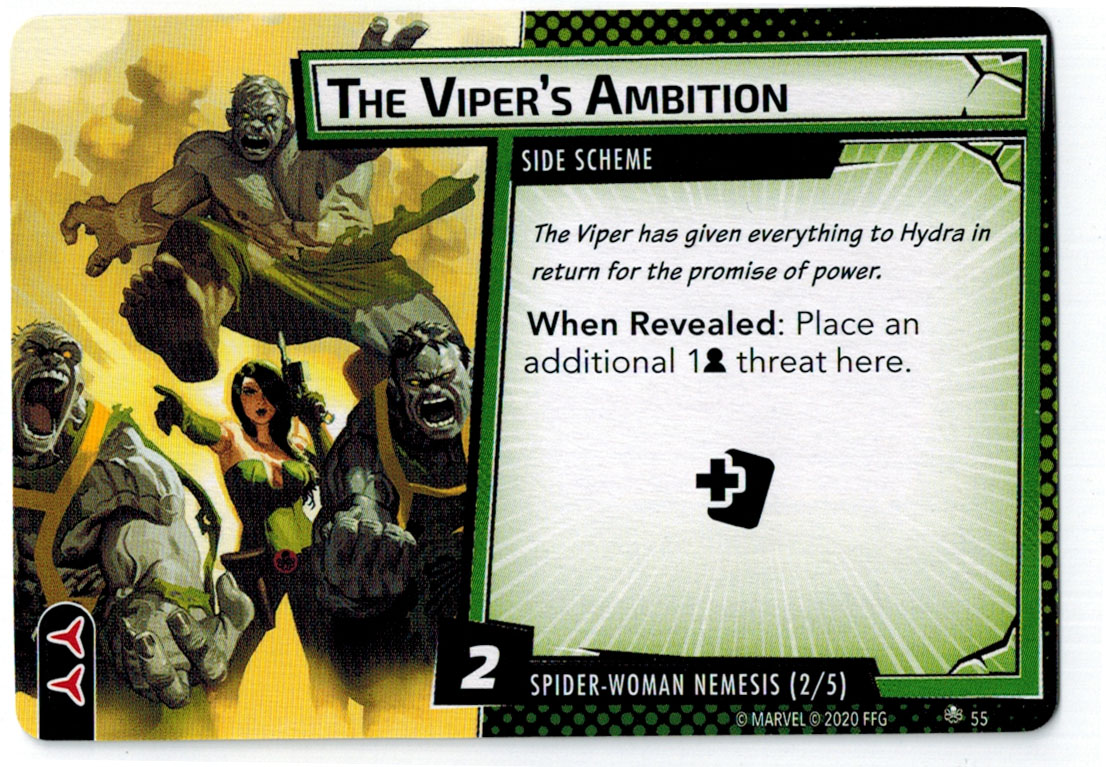 THE VIPER'S AMBITION
SIDE SCHEME
The Viper has given everything to Hydra in
return for the promise of power.
When Revealed: Place an
additional 1 threat here.
2
SPIDER-WOMAN NEMESIS (2/5)
© MARVEL © 2020 FFG 55